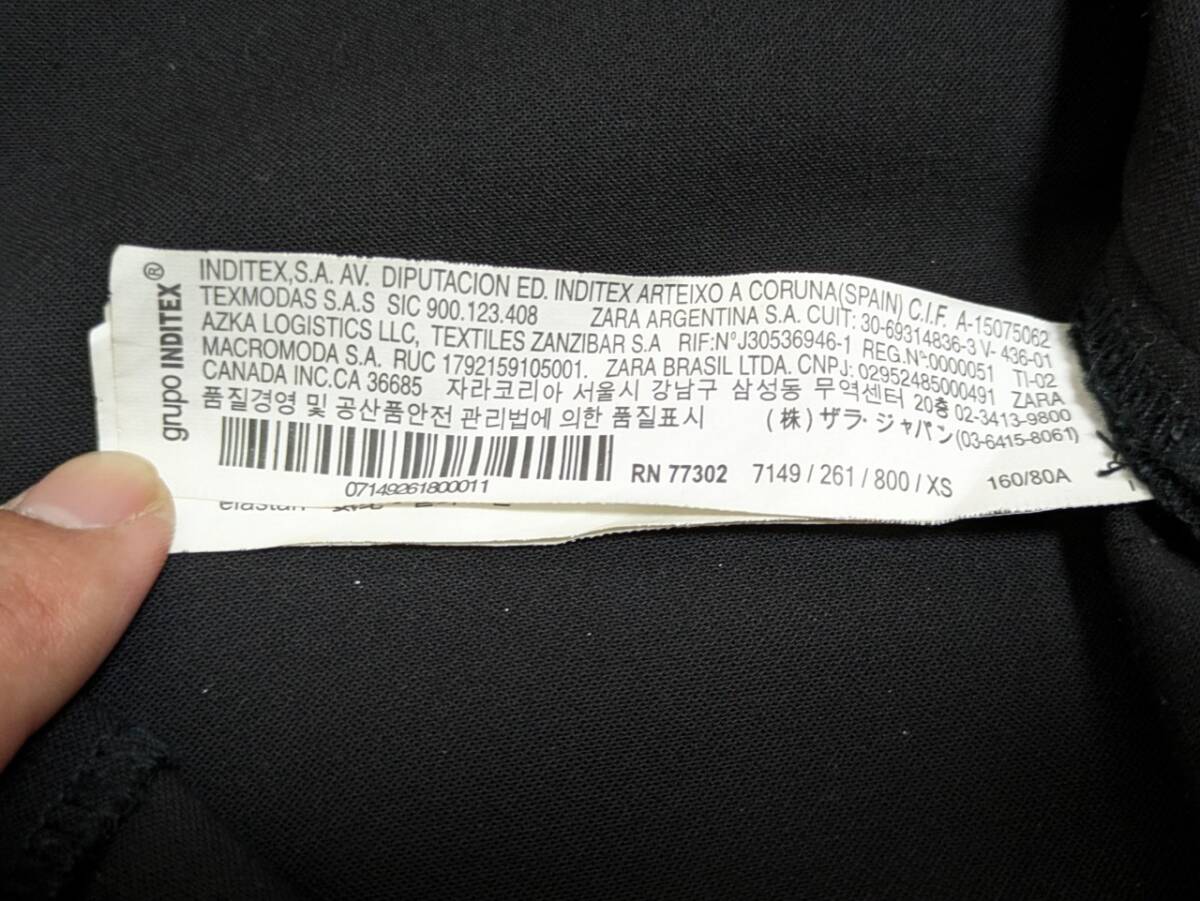 grupo INDITEX®
INDITEX,S.A. AV. DIPUTACION ED. INDITEX ARTEIXO A CORUNA(SPAIN) C.I.F. A-15075062
TEXMODAS S.A.S SIC 900.123.408 ZARA ARGENTINA S.A. CUIT: 30-69314836-3 V- 436-01
AZKA LOGISTICS LLC, TEXTILES ZANZIBAR S.A RIF:NºJ30536946-1 REG.Nº:0000051 TI-02
MACROMODA S.A. RUC 1792159105001. ZARA BRASIL LTDA. CNPJ: 02952485000491 ZARA
CANADA INC.CA 36685 자라코리아 서울시 강남구 삼성동 무역센터 20층 02-3413-9800
품질경영 및 공산품안전 관리법에 의한 품질표시 (株) ザラ・ジャパン(03-6415-8061)
RN 77302 7149 / 261 / 800 / XS 160/80A
07149261800011
elastan